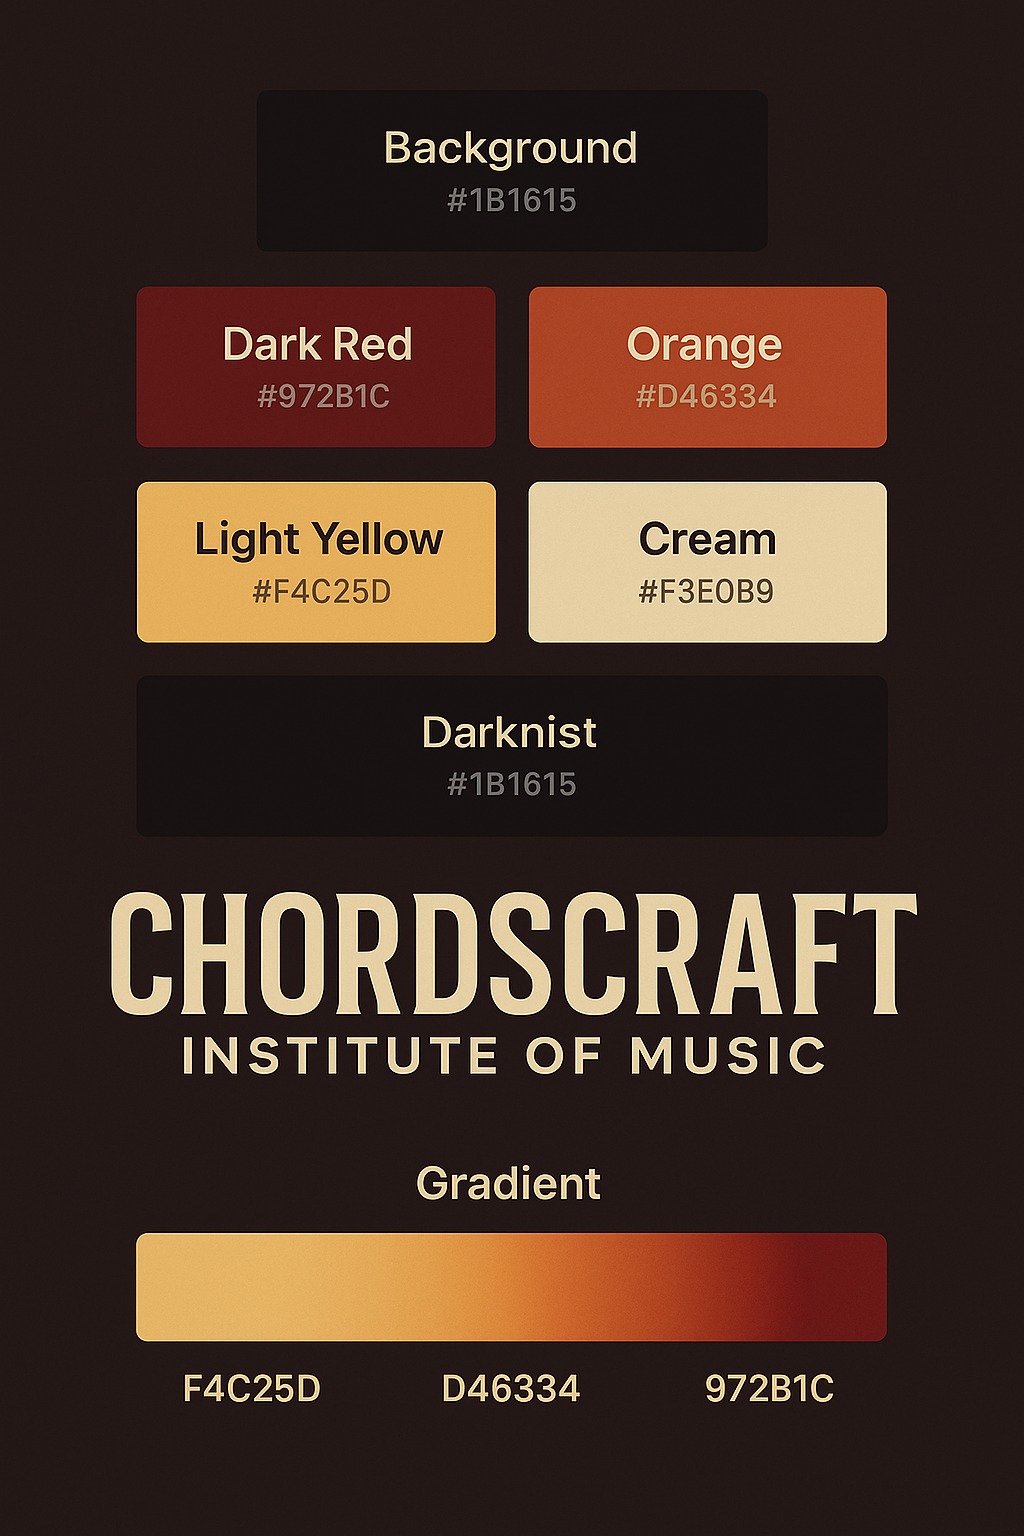 Background
#1B1615
Dark Red
#972B1C
Orange
#D46334
Light Yellow
#F4C25D
Cream
#F3E0B9
Darknist
#1B1615
CHORDSCRAFT
INSTITUTE OF MUSIC
Gradient
F4C25D
D46334
972B1C